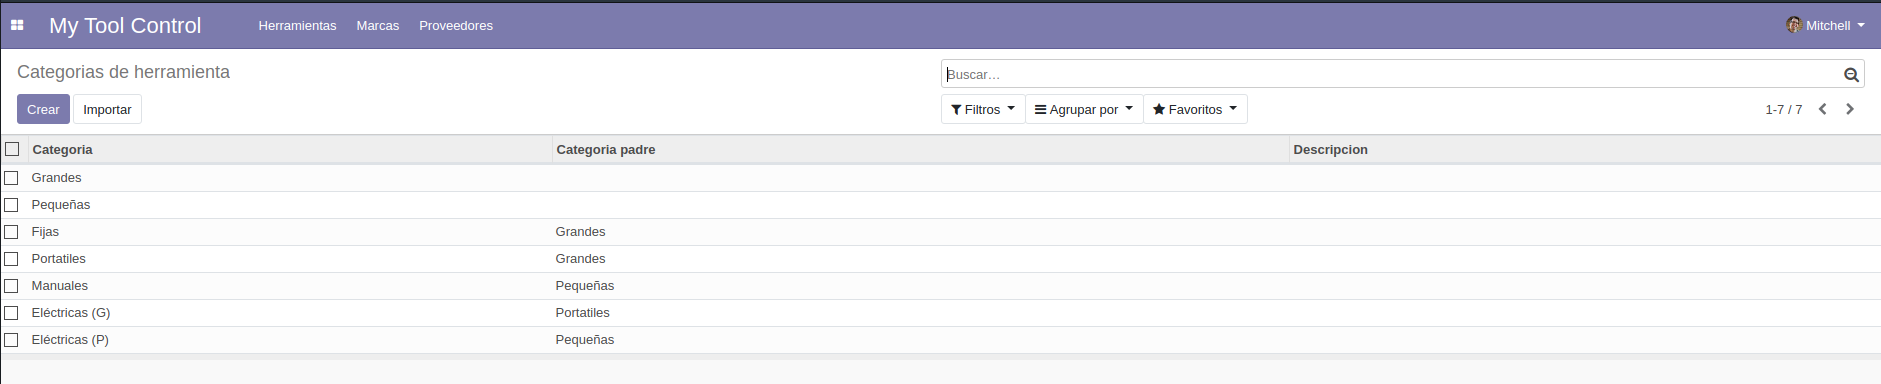 My Tool Control Herramientas Marcas Proveedores Mitchell
Categorias de herramienta Buscar...
Crear Importar Filtros Agrupar por Favoritos 1-7 / 7
Categoria Categoria padre Descripcion
Grandes
Pequeñas
Fijas Grandes
Portatiles Grandes
Manuales Pequeñas
Eléctricas (G) Portatiles
Eléctricas (P) Pequeñas